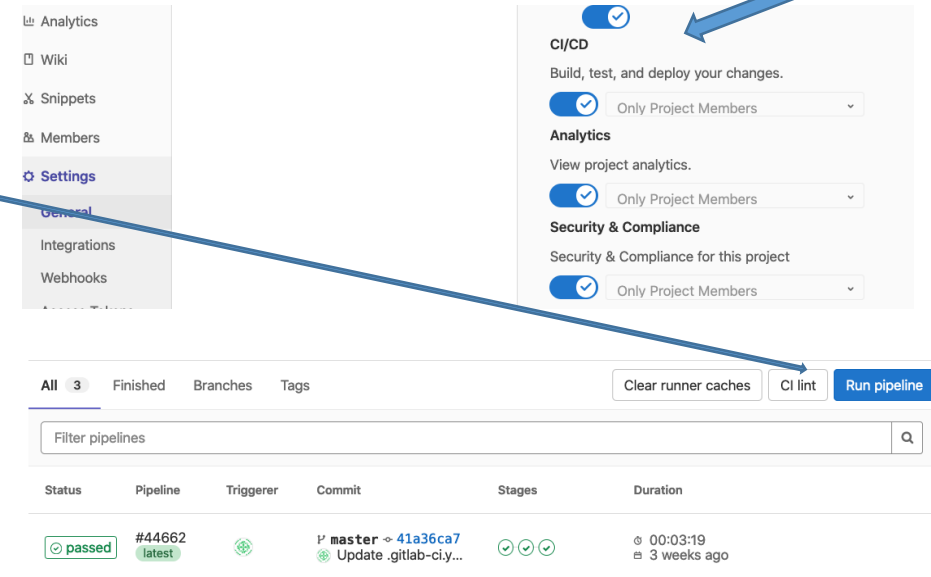 Analytics
Wiki
Snippets
Members
Settings
General
Integrations
Webhooks
Access Tokens
CI/CD
Build, test, and deploy your changes.
Only Project Members
Analytics
View project analytics.
Only Project Members
Security & Compliance
Security & Compliance for this project
Only Project Members
All 3 Finished Branches Tags Clear runner caches CI lint Run pipeline
Filter pipelines
Status Pipeline Triggerer Commit Stages Duration
passed #44662 master 41a36ca7 00:03:19
latest Update .gitlab-ci.y... 3 weeks ago